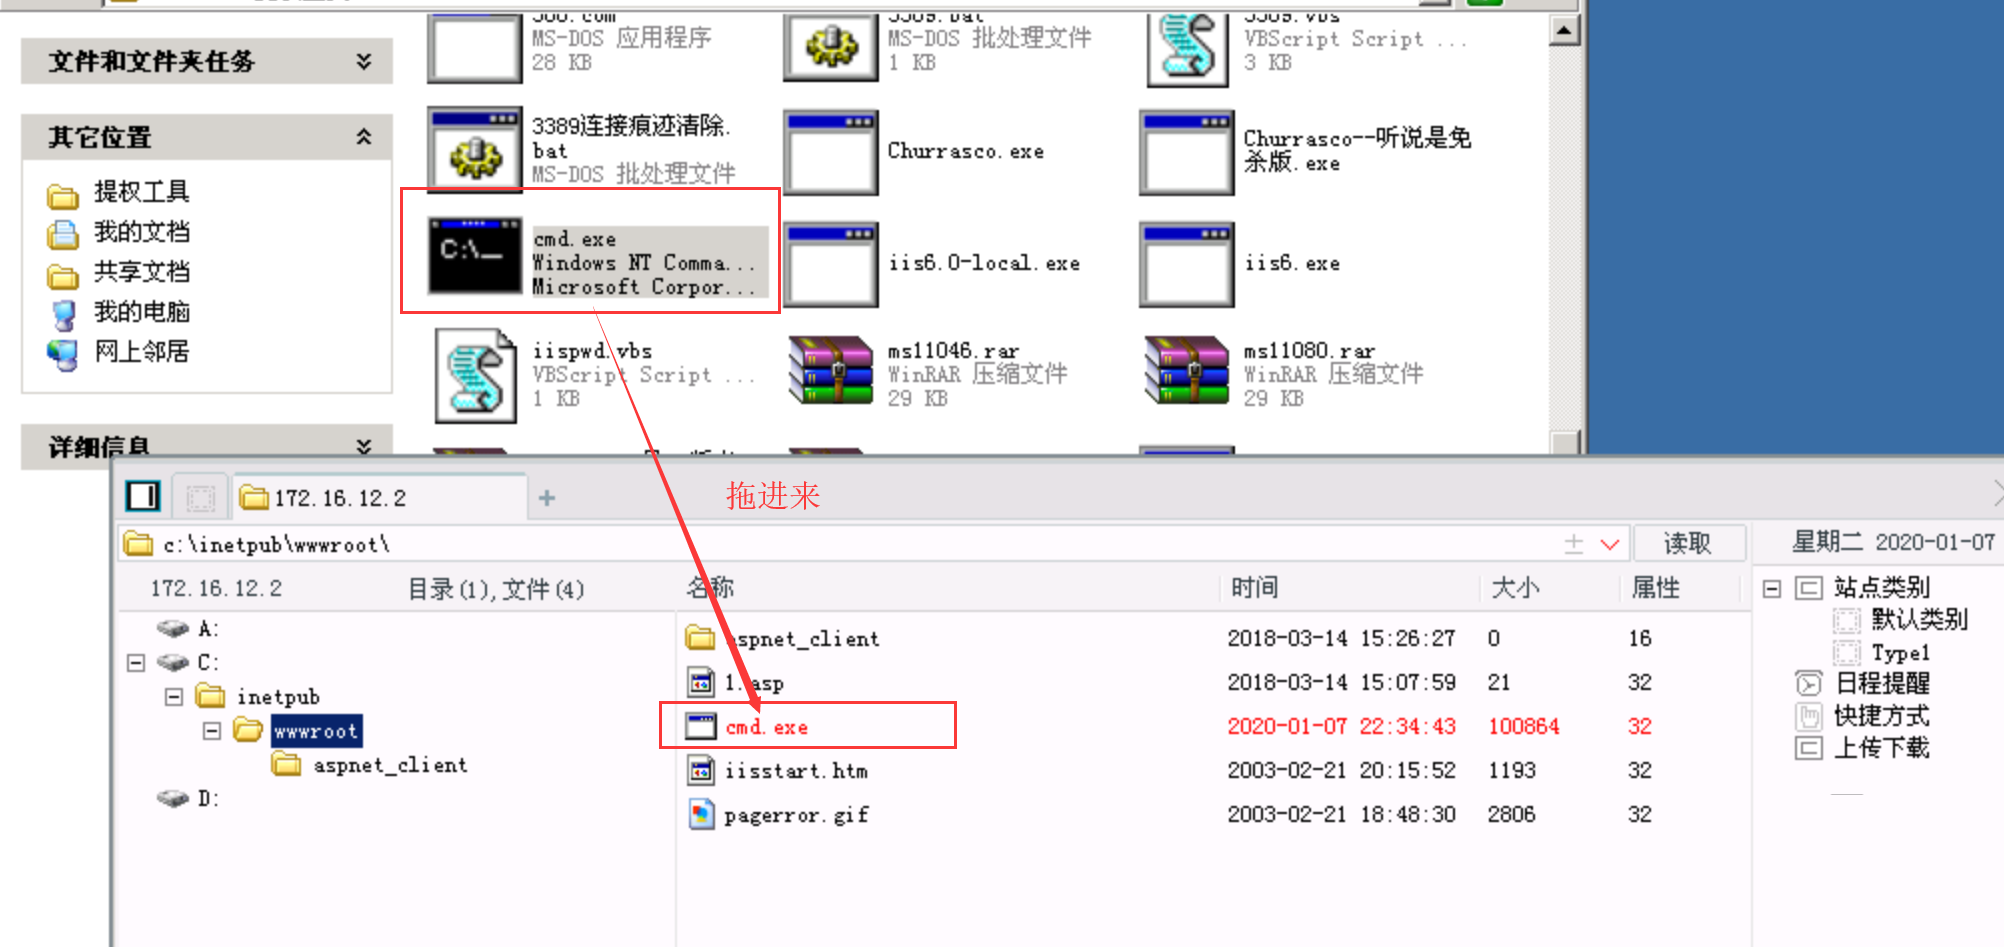 MS-DOS 应用程序
28 KB
3389.bat
MS-DOS 批处理文件
1 KB
3389.vbs
VBScript Script ...
3 KB
文件和文件夹任务
其它位置
提权工具
我的文档
共享文档
我的电脑
网上邻居
详细信息
3389连接痕迹清除.
bat
MS-DOS 批处理文件
Churrasco.exe
Churrasco--听说是免
杀版.exe
C:\_
cmd.exe
Windows NT Comma...
Microsoft Corpor...
iis6.0-local.exe
iis6.exe
iispwd.vbs
VBScript Script ...
1 KB
ms11046.rar
WinRAR 压缩文件
29 KB
ms11080.rar
WinRAR 压缩文件
29 KB
172.16.12.2
+
拖进来
c:\inetpub\wwwroot\
读取
星期二 2020-01-07
172.16.12.2 目录(1),文件(4)
名称 时间 大小 属性
A:
C:
inetpub
wwwroot
aspnet_client
D:
aspnet_client 2018-03-14 15:26:27 0 16
1.asp 2018-03-14 15:07:59 21 32
cmd.exe 2020-01-07 22:34:43 100864 32
iisstart.htm 2003-02-21 20:15:52 1193 32
pagerror.gif 2003-02-21 18:48:30 2806 32
站点类别
默认类别
Type1
日程提醒
快捷方式
上传下载